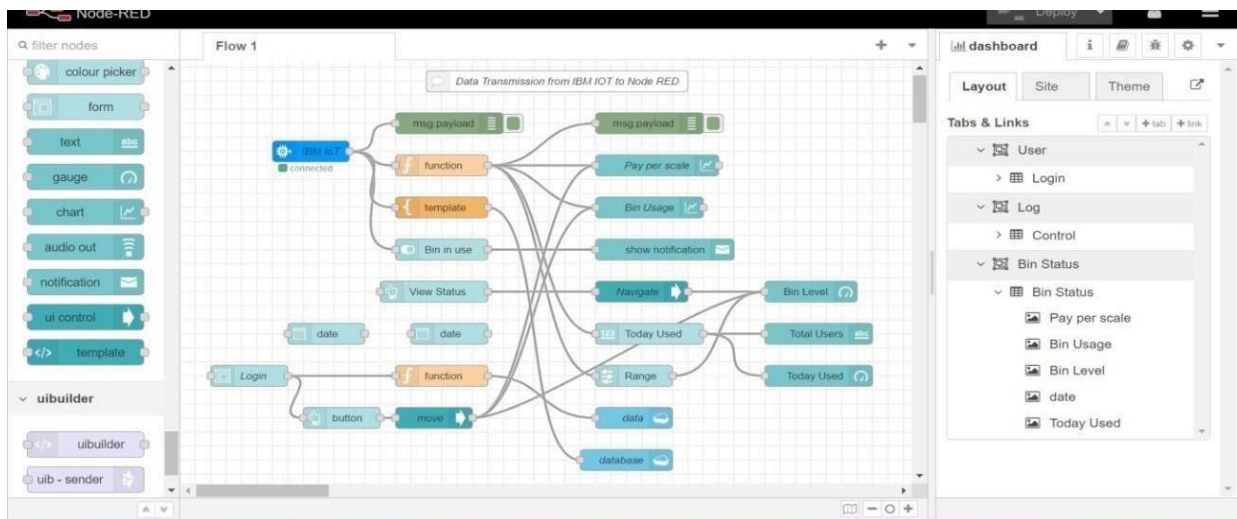 Node-RED
Deploy
filter nodes
colour picker
form
text
abc
gauge
chart
audio out
notification
ui control
template
uibuilder
uibuilder
uib - sender
Flow 1
Data Transmission from IBM IOT to Node RED
msg.payload
msg.payload
IBM IoT
connected
function
Pay per scale
template
Bin Usage
Bin in use
show notification
View Status
Navigate
Bin Level
date
date
123
Today Used
Total Users
abc
Login
function
Range
Today Used
button
move
data
database
dashboard
i
Layout
Site
Theme
Tabs & Links
+ tab
+ link
User
Login
Log
Control
Bin Status
Bin Status
Pay per scale
Bin Usage
Bin Level
date
Today Used